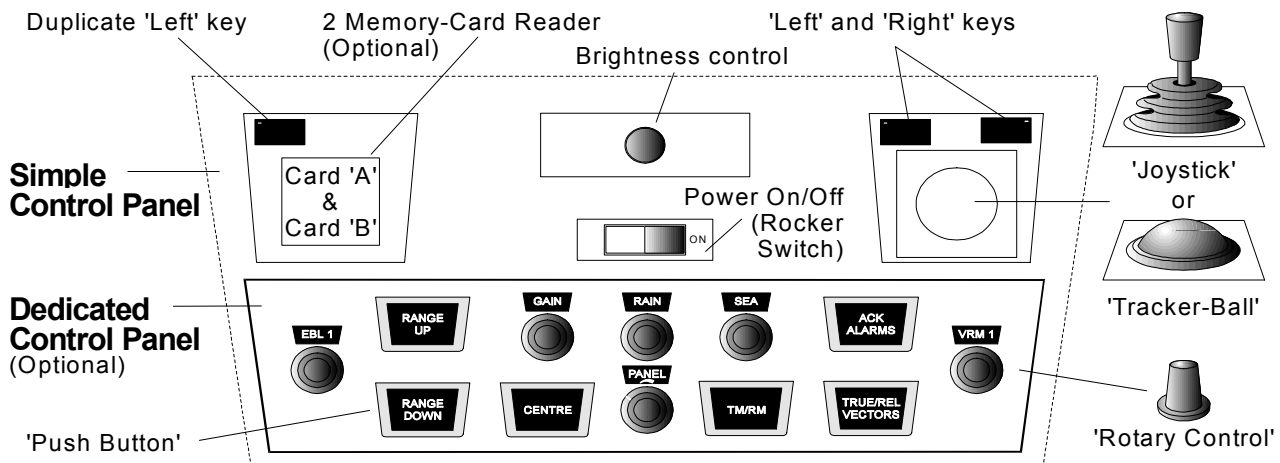 Duplicate 'Left' key
2 Memory-Card Reader
(Optional)
'Left' and 'Right' keys
Brightness control
Simple
Control Panel
Card 'A'
&
Card 'B'
Power On/Off
(Rocker
Switch)
ON
'Joystick'
or
'Tracker-Ball'
Dedicated
Control Panel
(Optional)
EBL 1
RANGE
UP
GAIN
RAIN
SEA
ACK
ALARMS
VRM 1
RANGE
DOWN
CENTRE
PANEL
TM/RM
TRUE/REL
VECTORS
'Push Button'
'Rotary Control'